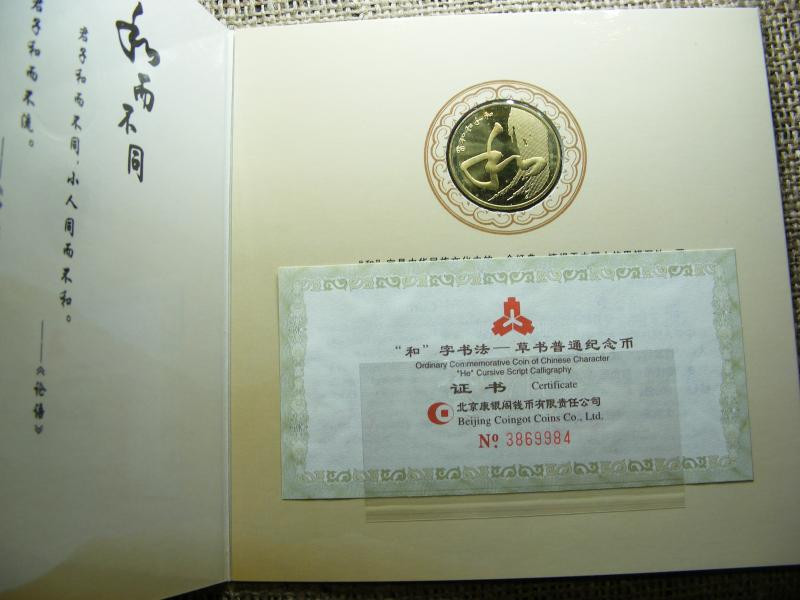 和而不同
君子和而不同，小人同而不和。
——《论语》
君子和而不流。
"和" 字书法—草书普通纪念币
Ordinary Commemorative Coin of Chinese Character
"He" Cursive Script Calligraphy
证书 Certificate
北京康银阁钱币有限责任公司
Beijing Coingot Coins Co., Ltd.
No. 3869984